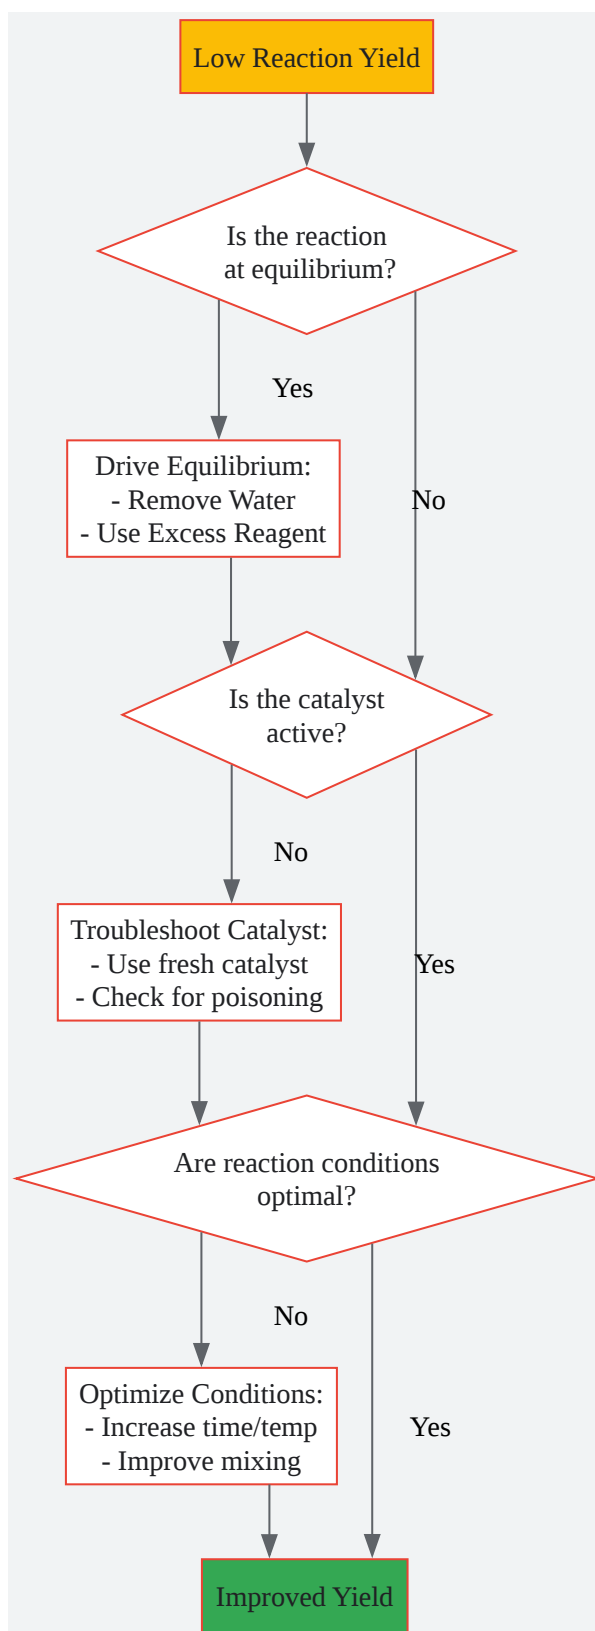 Low Reaction Yield
Is the reaction
at equilibrium?
Yes
Drive Equilibrium:
- Remove Water
- Use Excess Reagent
No
Is the catalyst
active?
No
Troubleshoot Catalyst:
- Use fresh catalyst
- Check for poisoning
Yes
Are reaction conditions
optimal?
No
Optimize Conditions:
- Increase time/temp
- Improve mixing
Yes
Improved Yield